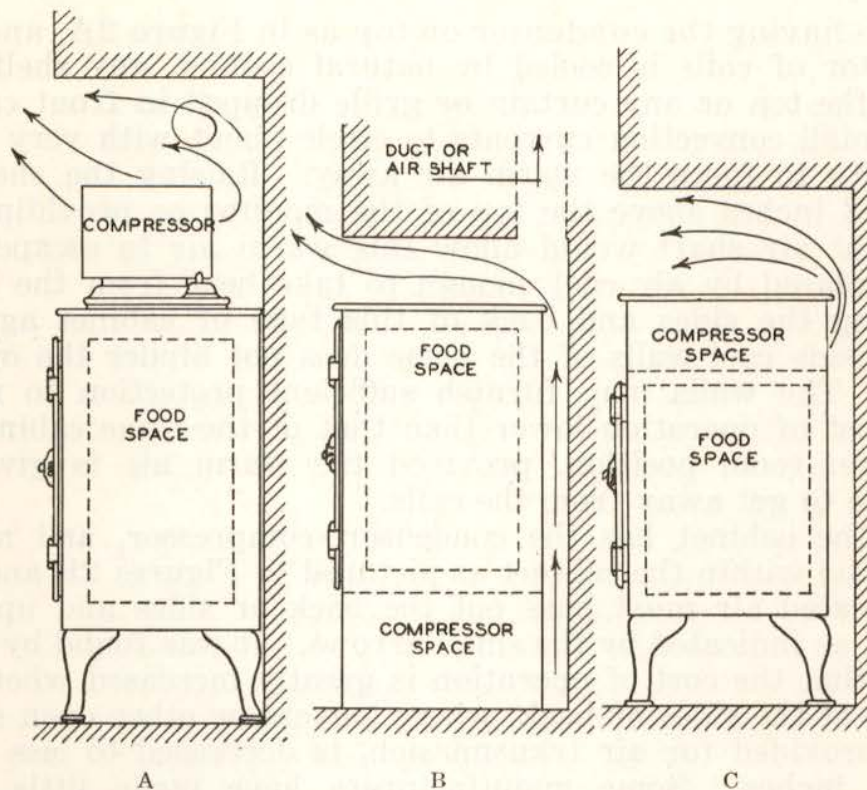 COMPRESSOR
FOOD
SPACE
A
DUCT OR
AIR SHAFT
FOOD
SPACE
COMPRESSOR
SPACE
B
COMPRESSOR
SPACE
FOOD
SPACE
C